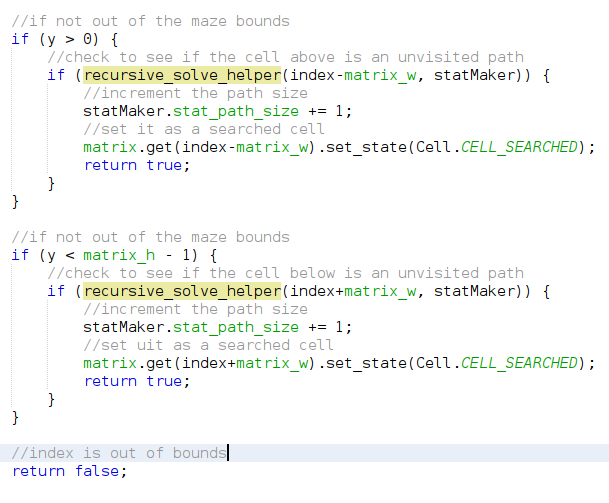 //if not out of the maze bounds
if (y > 0) {
//check to see if the cell above is an unvisited path
if (recursive_solve_helper(index-matrix_w, statMaker)) {
//increment the path size
statMaker.stat_path_size += 1;
//set it as a searched cell
matrix.get(index-matrix_w).set_state(Cell.CELL_SEARCHED);
return true;
}
}
//if not out of the maze bounds
if (y < matrix_h - 1) {
//check to see if the cell below is an unvisited path
if (recursive_solve_helper(index+matrix_w, statMaker)) {
//increment the path size
statMaker.stat_path_size += 1;
//set uit as a searched cell
matrix.get(index+matrix_w).set_state(Cell.CELL_SEARCHED);
return true;
}
}
//index is out of bounds
return false;